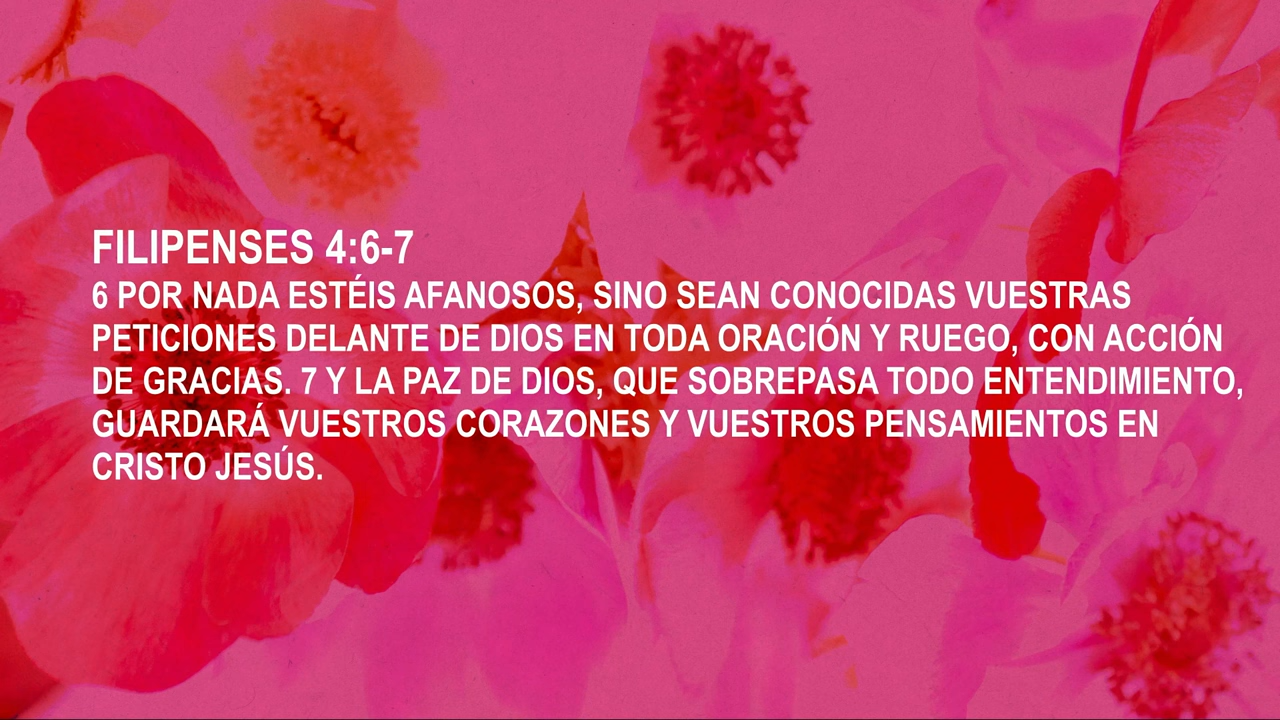 FILIPENSES 4:6-7
6 POR NADA ESTÉIS AFANOSOS, SINO SEAN CONOCIDAS VUESTRAS
PETICIONES DELANTE DE DIOS EN TODA ORACIÓN Y RUEGO, CON ACCIÓN
DE GRACIAS. 7 Y LA PAZ DE DIOS, QUE SOBREPASA TODO ENTENDIMIENTO,
GUARDARÁ VUESTROS CORAZONES Y VUESTROS PENSAMIENTOS EN
CRISTO JESÚS.